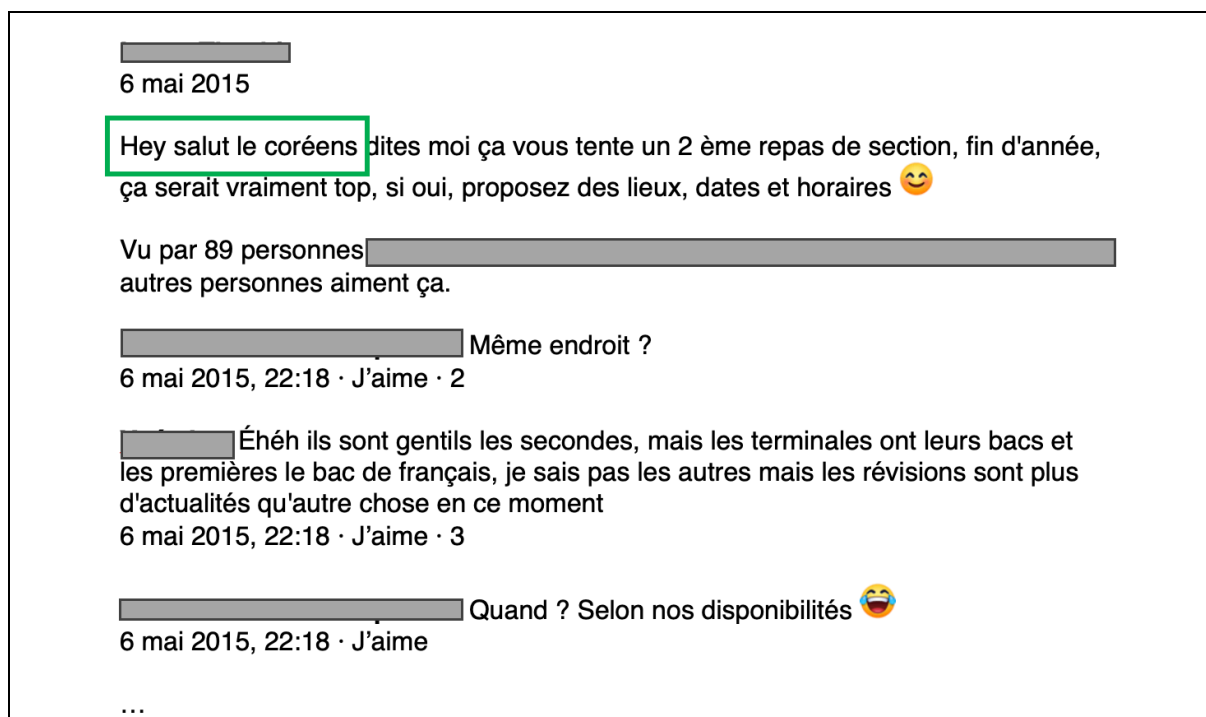 6 mai 2015
Hey salut le coréens dites moi ça vous tente un 2 ème repas de section, fin d'année,
ça serait vraiment top, si oui, proposez des lieux, dates et horaires 😊
Vu par 89 personnes
autres personnes aiment ça.
Même endroit ?
6 mai 2015, 22:18 · J’aime · 2
Éhéh ils sont gentils les secondes, mais les terminales ont leurs bacs et
les premières le bac de français, je sais pas les autres mais les révisions sont plus
d'actualités qu'autre chose en ce moment
6 mai 2015, 22:18 · J’aime · 3
Quand ? Selon nos disponibilités 😂
6 mai 2015, 22:18 · J’aime
…